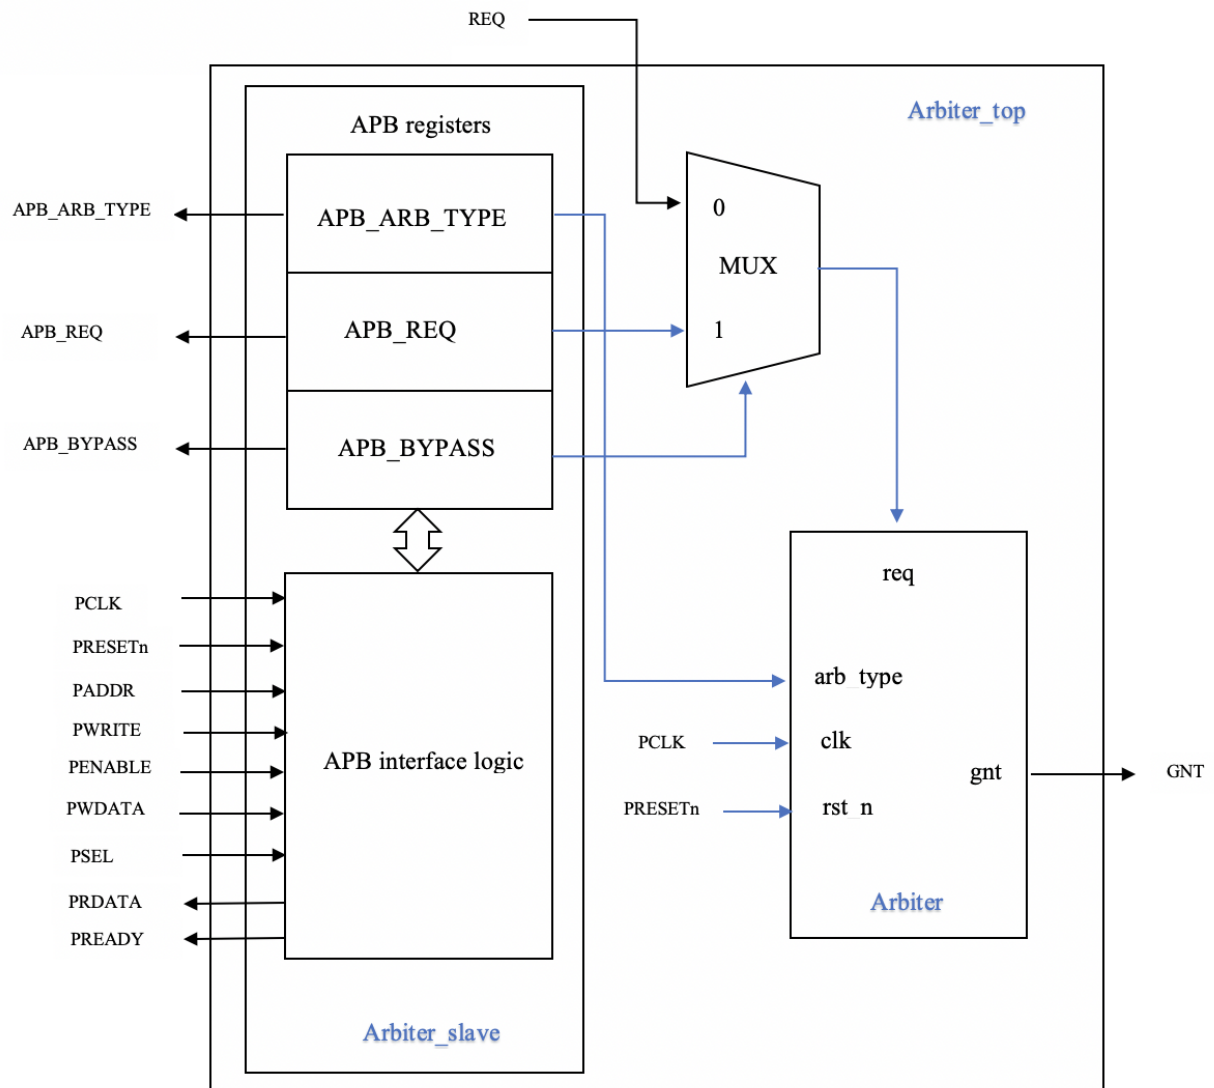 REQ
Arbiter_top
APB registers
APB_ARB_TYPE
APB_ARB_TYPE
0
MUX
APB_REQ
APB_REQ
1
APB_BYPASS
APB_BYPASS
req
PCLK
PRESETn
PADDR
arb_type
PWRITE
PCLK
clk
APB interface logic
PENABLE
gnt
GNT
PWDATA
PRESETn
rst_n
PSEL
PRDATA
Arbiter
PREADY
Arbiter_slave